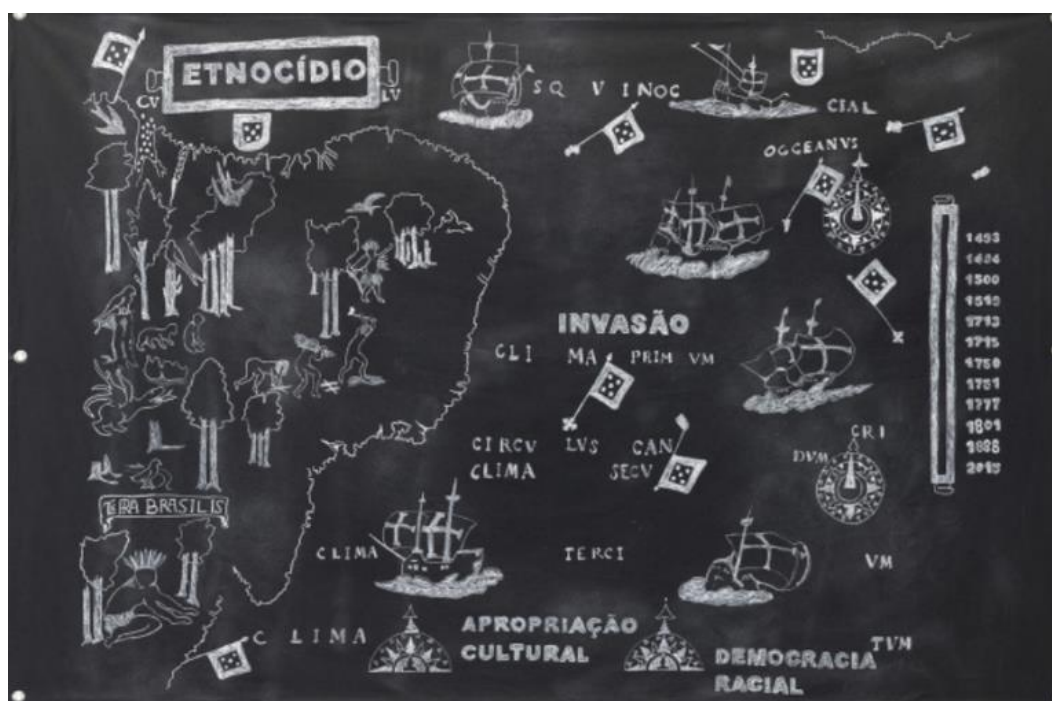 ETNOCÍDIO
CV
LV
SQ V INOC
CIAL
OCCEANVS
1493
1494
1500
1713
1715
1750
1777
1801
1888
2015
INVASÃO
CLI MA PRIM VM
CIRCV LVS CAN CRI
CLIMA SECV DVM
TERRA BRASILIS
CLIMA TERCI VM
C LIMA
APROPRIAÇÃO
CULTURAL
DEMOCRACIA
RACIAL
TVM